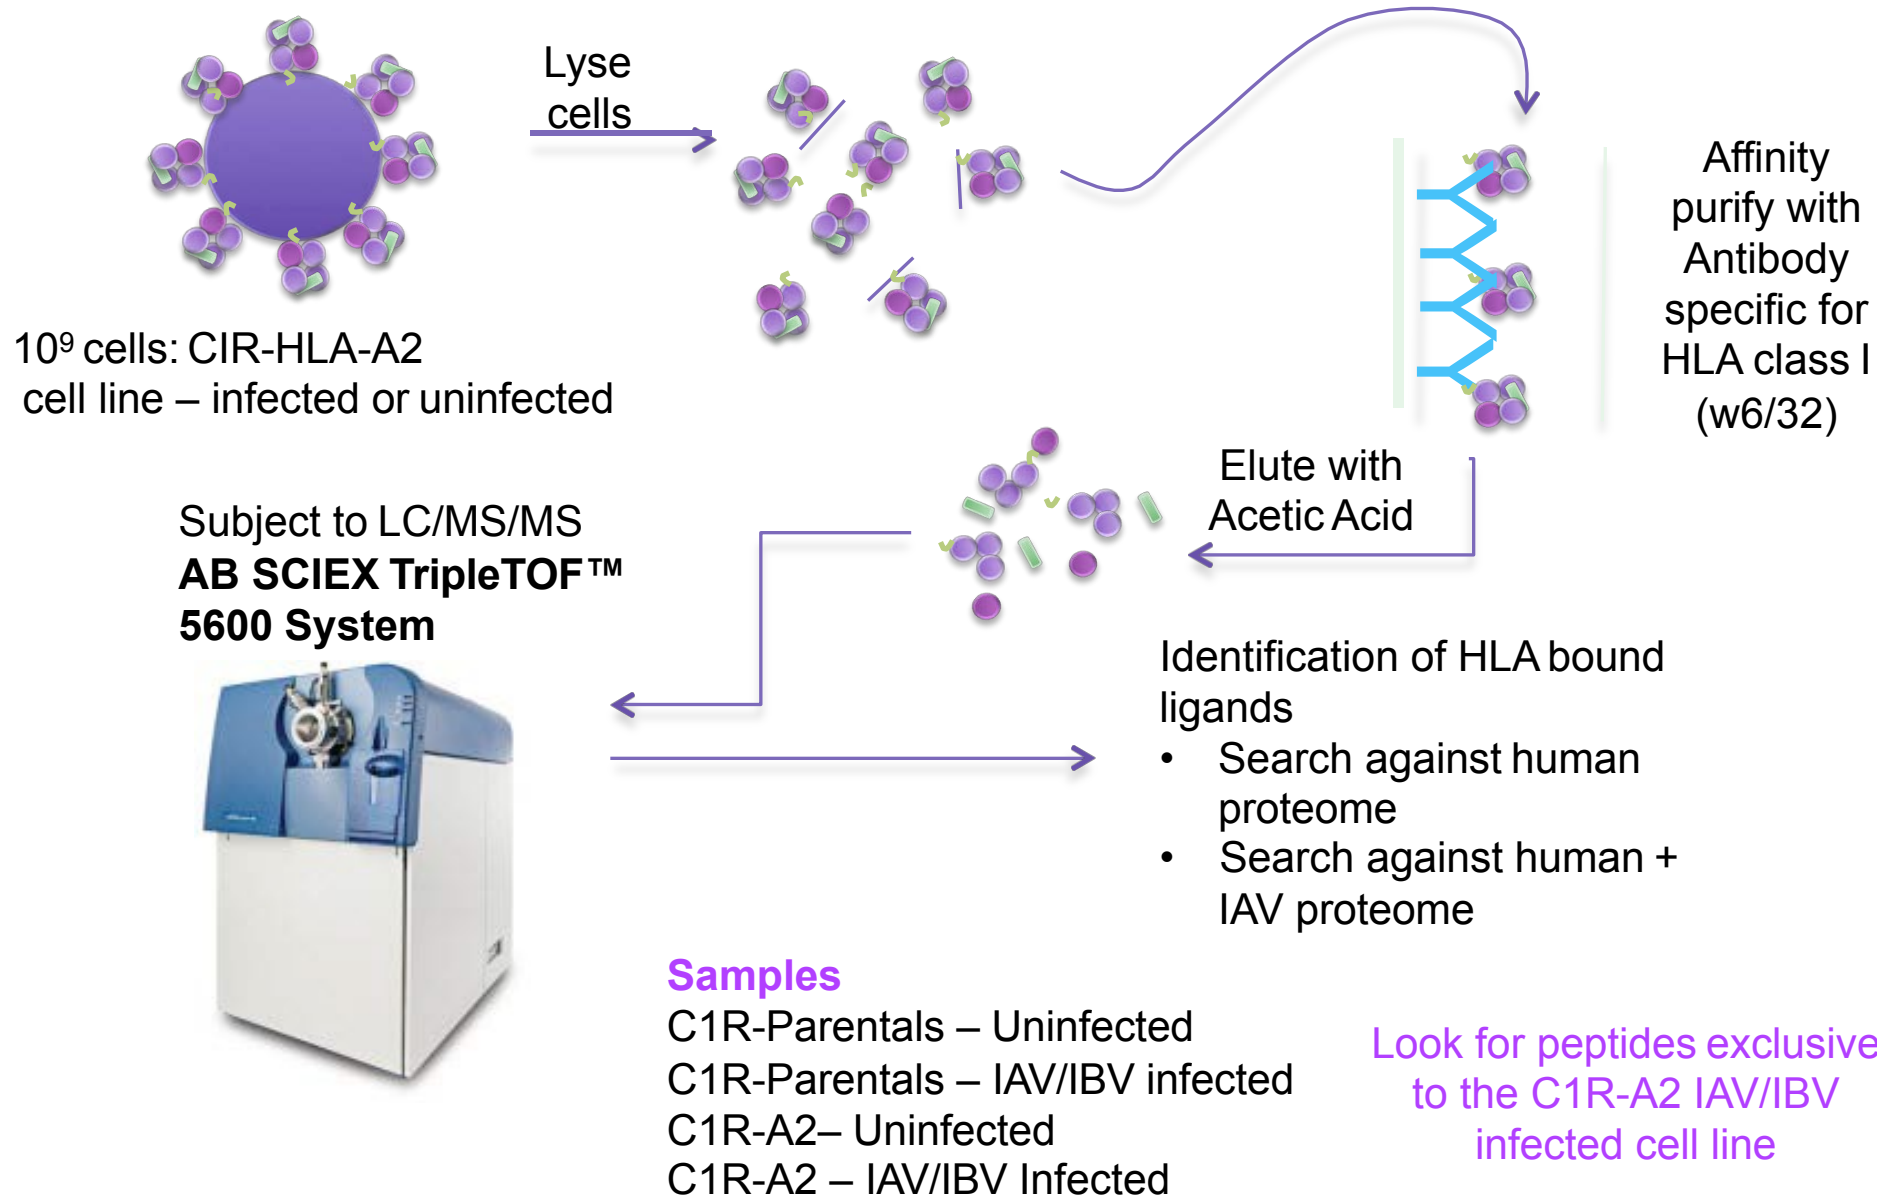 Lyse
cells
10⁹ cells: CIR-HLA-A2
cell line – infected or uninfected
Affinity
purify with
Antibody
specific for
HLA class I
(w6/32)
Elute with
Acetic Acid
Subject to LC/MS/MS
AB SCIEX TripleTOF™
5600 System
Identification of HLA bound
ligands
• Search against human
proteome
• Search against human +
IAV proteome
Samples
C1R-Parentals – Uninfected
C1R-Parentals – IAV/IBV infected
C1R-A2– Uninfected
C1R-A2 – IAV/IBV Infected
Look for peptides exclusive
to the C1R-A2 IAV/IBV
infected cell line